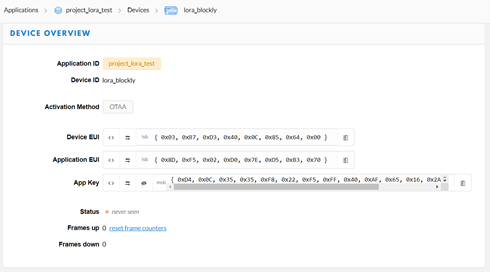 Applications > project_lora_test > Devices > lora_blockly
DEVICE OVERVIEW
Application ID project_lora_test
Device ID lora_blockly
Activation Method OTAA
Device EUI <> lsb { 0x03, 0xB7, 0xD3, 0x40, 0x0C, 0x85, 0x64, 0x00 }
Application EUI <> lsb { 0x8D, 0xF5, 0x02, 0xD0, 0x7E, 0xD5, 0x83, 0x70 }
App Key <> msb { 0xD4, 0x0C, 0x35, 0x35, 0xF8, 0x22, 0xF5, 0xFF, 0x40, 0xAF, 0x65, 0x16, 0x2A
Status never seen
Frames up 0 reset frame counters
Frames down 0